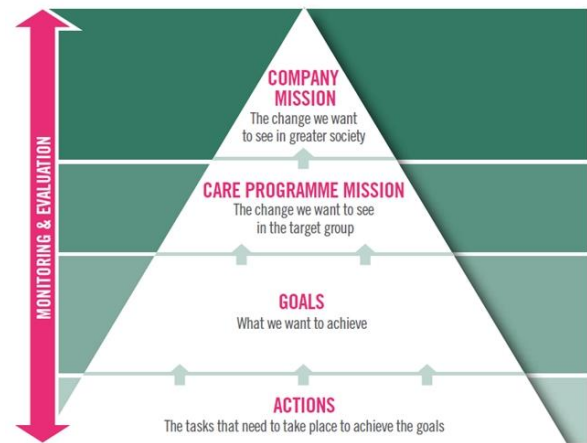 MONITORING & EVALUATION
COMPANY
MISSION
The change we want
to see in greater society
CARE PROGRAMME MISSION
The change we want to see
in the target group
GOALS
What we want to achieve
ACTIONS
The tasks that need to take place to achieve the goals